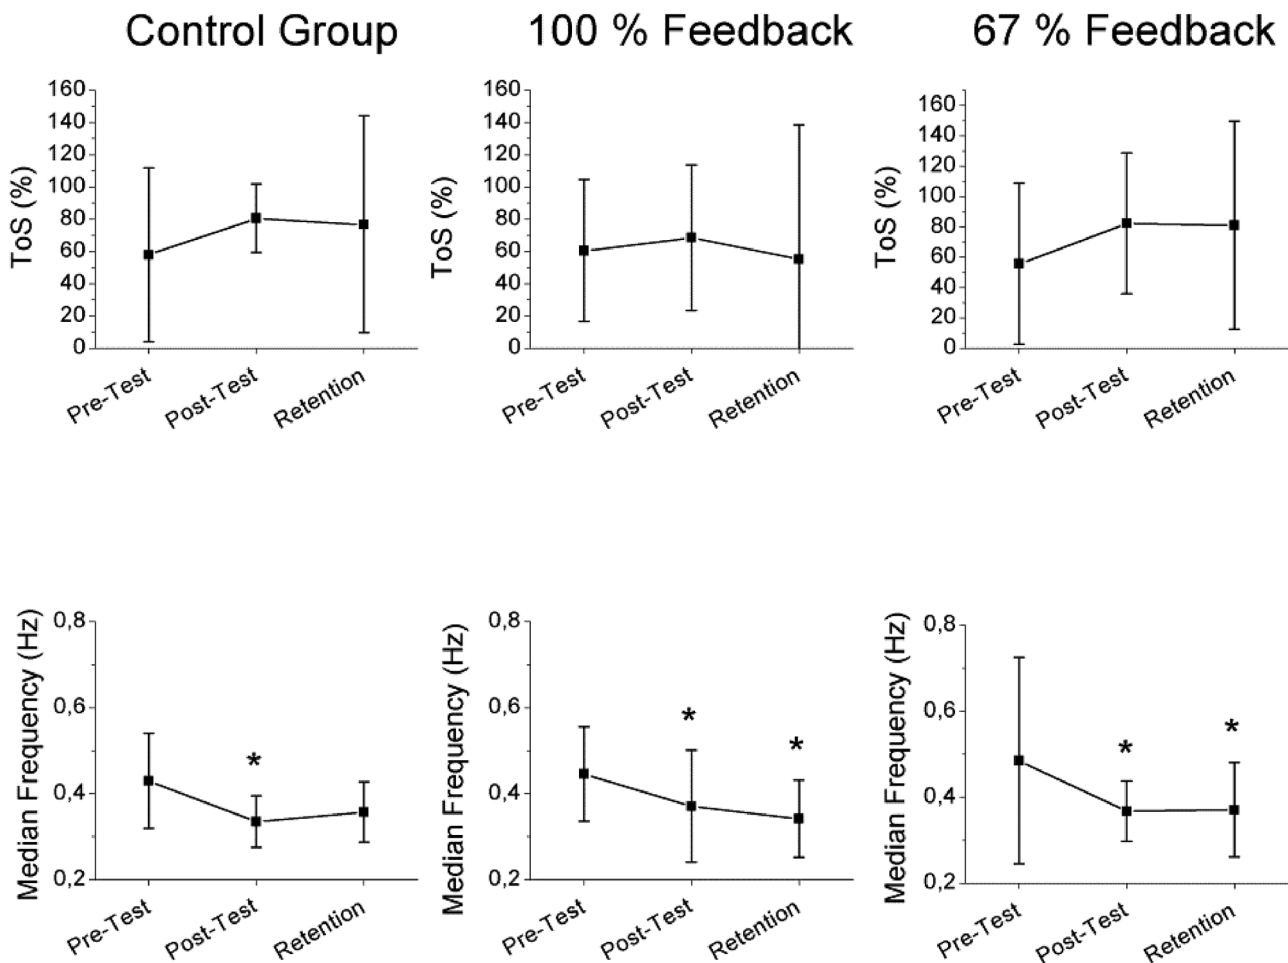 Control Group
100 % Feedback
67 % Feedback
ToS (%)
160
140
120
100
80
60
40
20
0
Pre-Test
Post-Test
Retention
ToS (%)
160
140
120
100
80
60
40
20
0
Pre-Test
Post-Test
Retention
ToS (%)
160
140
120
100
80
60
40
20
0
Pre-Test
Post-Test
Retention
Median Frequency (Hz)
0,8
0,6
0,4
0,2
*
Pre-Test
Post-Test
Retention
Median Frequency (Hz)
0,8
0,6
0,4
0,2
*
*
Pre-Test
Post-Test
Retention
Median Frequency (Hz)
0,8
0,6
0,4
0,2
*
*
Pre-Test
Post-Test
Retention